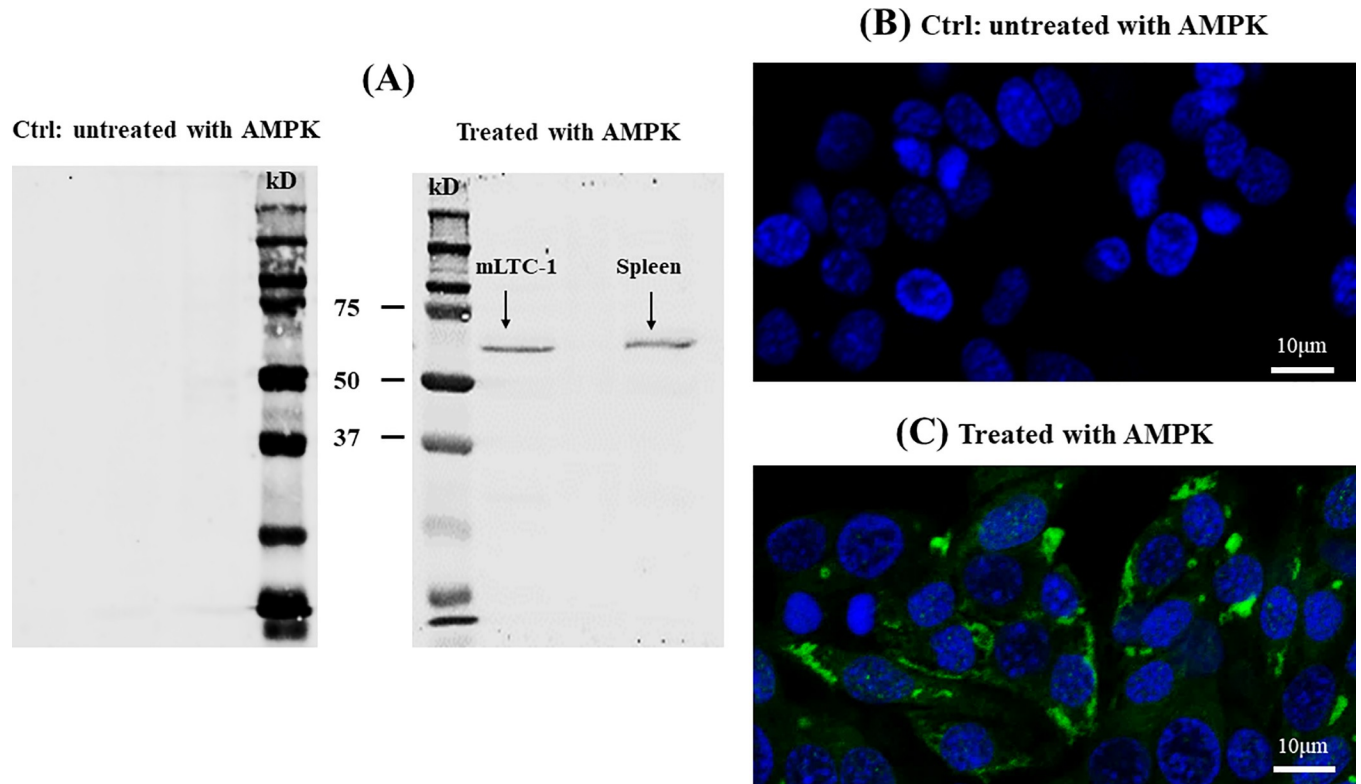 (A)
Ctrl: untreated with AMPK
Treated with AMPK
kD
kD
mLTC-1
Spleen
75
50
37
(B) Ctrl: untreated with AMPK
10μm
(C) Treated with AMPK
10μm